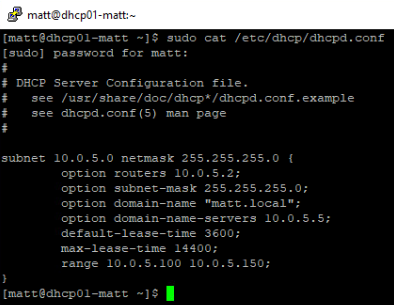 matt@dhcp01-matt:~
[matt@dhcp01-matt ~]$ sudo cat /etc/dhcp/dhcpd.conf
[sudo] password for matt:
#
# DHCP Server Configuration file.
#   see /usr/share/doc/dhcp*/dhcpd.conf.example
#   see dhcpd.conf(5) man page
#
subnet 10.0.5.0 netmask 255.255.255.0 {
        option routers 10.0.5.2;
        option subnet-mask 255.255.255.0;
        option domain-name "matt.local";
        option domain-name-servers 10.0.5.5;
        default-lease-time 3600;
        max-lease-time 14400;
        range 10.0.5.100 10.0.5.150;
}
[matt@dhcp01-matt ~]$